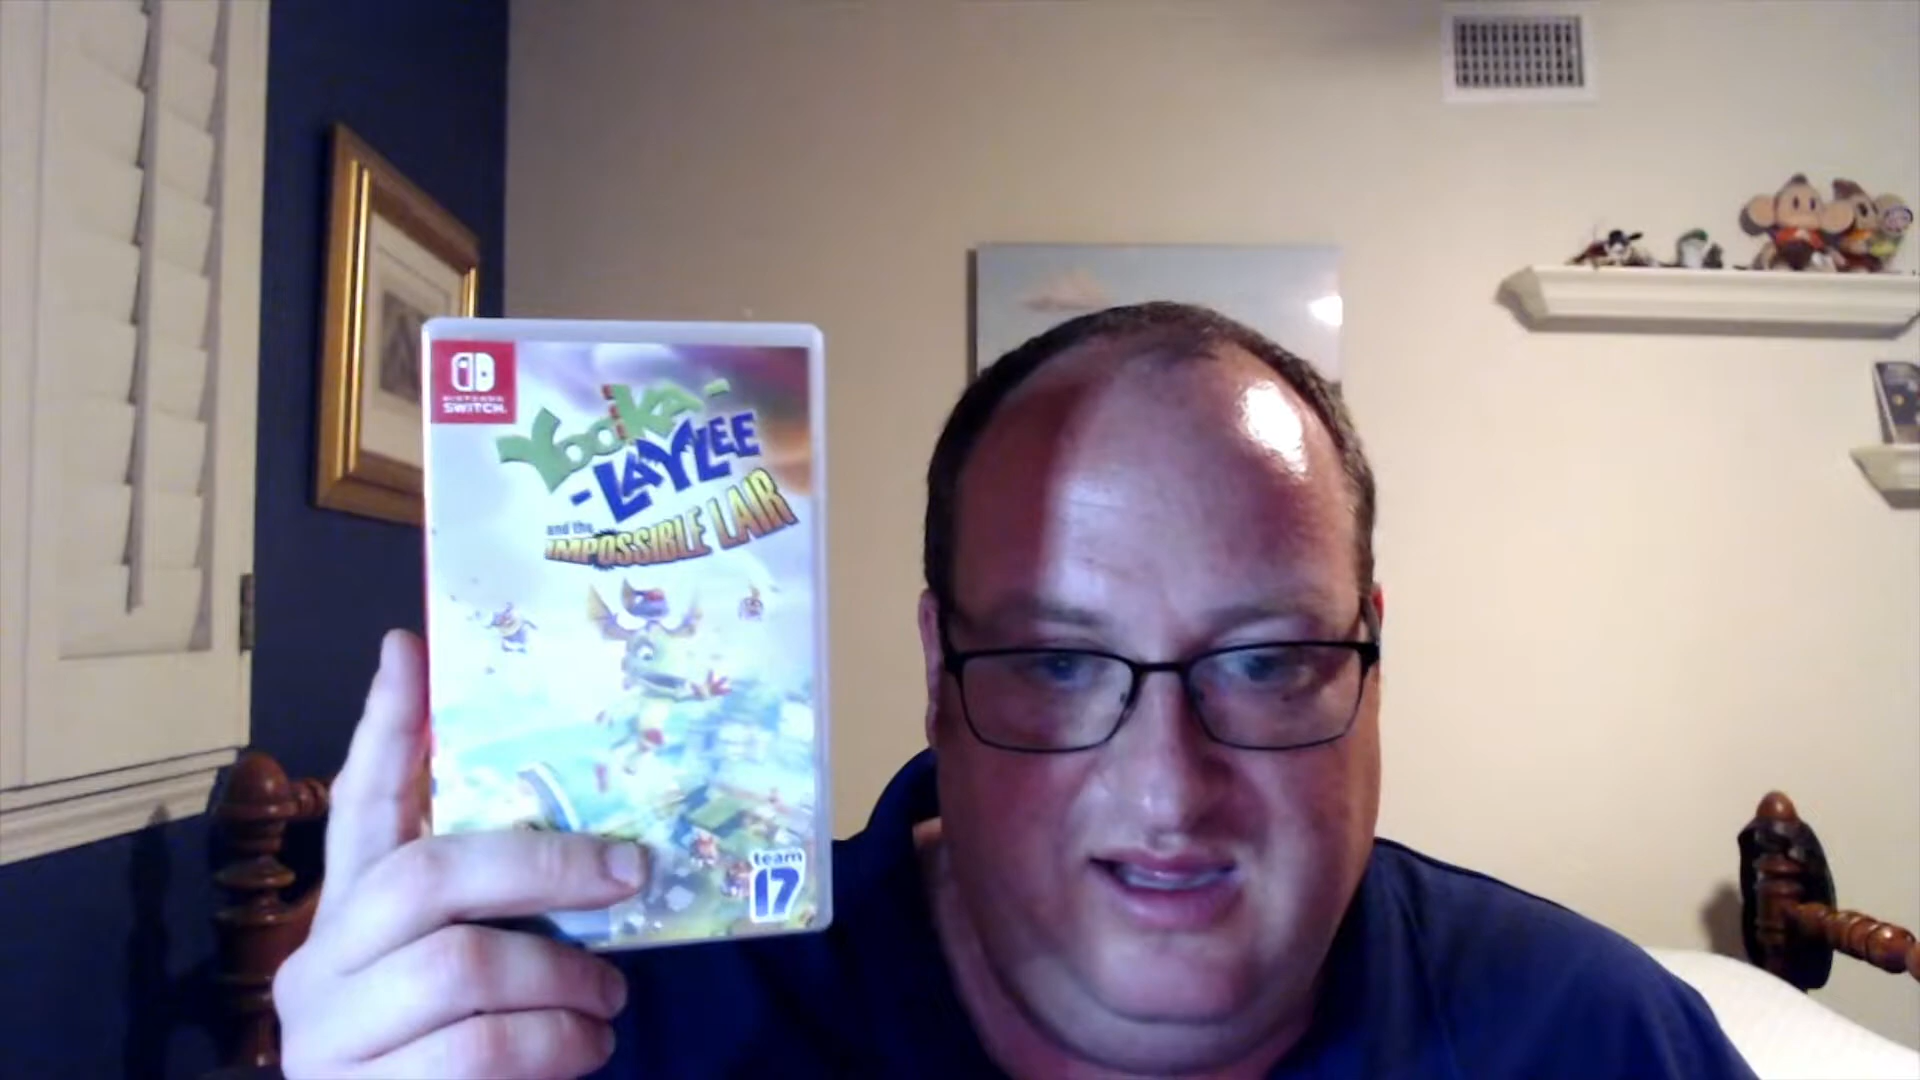 NINTENDO
SWITCH
Yooka-
-LAYLEE
and the
IMPOSSIBLE LAIR
team
17